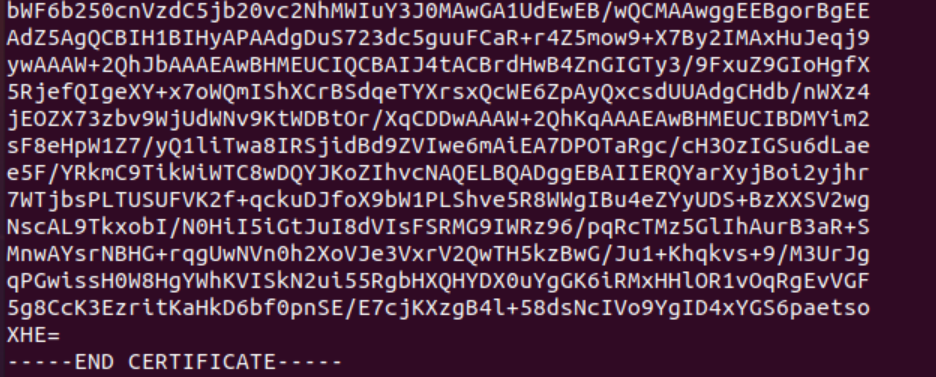 bWF6b250cnVzdC5jb20vc2NhMWIuY3J0MAwGA1UdEwEB/wQCMAAwggEEBgorBgEE
AdZ5AgQCBIH1BIHyAPAAdgDuS723dc5guuFCaR+r4Z5mow9+X7By2IMAxHuJeqj9
ywAAAW+2QhJbAAAEAwBHMEUCIQCBAIJ4tACBrdHwB4ZnGIGTy3/9FxuZ9GIoHgfX
5RjefQIgeXY+x7oWQmIShXCrBSdqeTYXrsxQcWE6ZpAyQxcsdUUAdgCHdb/nWXz4
jEOZX73zbv9WjUdWNv9KtWDBtOr/XqCDDwAAAW+2QhKqAAAEAwBHMEUCIBDMYim2
sF8eHpW1Z7/yQ1liTwa8IRSjidBd9ZVIwe6mAiEA7DPOTaRgc/cH3OzIGSu6dLae
e5F/YRkmC9TikWiWTC8wDQYJKoZIhvcNAQELBQADggEBAIIERQYarXyjBoi2yjhr
7WTjbsPLTUSUFVK2f+qckuDJfoX9bW1PLShve5R8WWgIBu4eZYyUDS+BzXXSV2wg
NscAL9TkxobI/N0HiI5iGtJuI8dVIsFSRMG9IWRz96/pqRcTMz5GlIhAurB3aR+S
MnwAYsrNBHG+rqgUwNVn0h2XoVJe3VxrV2QwTH5kzBwG/Ju1+Khqkvs+9/M3UrJg
qPGwissH0W8HgYWhKVISkN2ui55RgbHXQHYDX0uYgGK6iRMxHHlOR1vOqRgEvVGF
5g8CcK3EzritKaHkD6bf0pnSE/E7cjKXzgB4l+58dsNcIVo9YgID4xYGS6paetso
XHE=
-----END CERTIFICATE-----